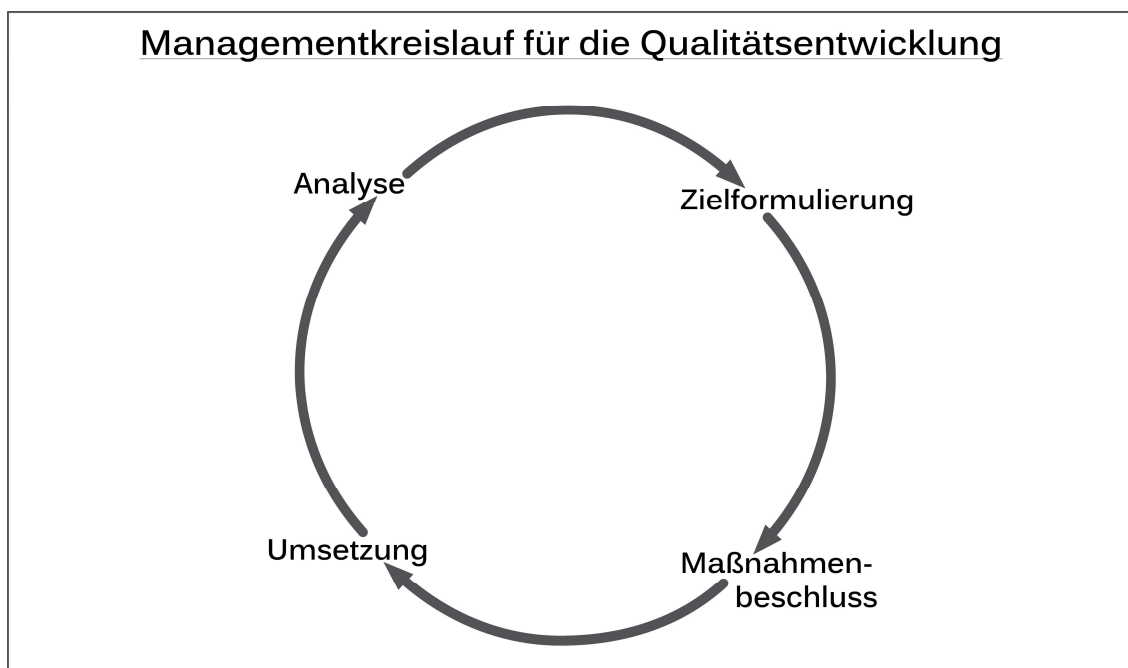 Managementkreislauf für die Qualitätsentwicklung
Analyse
Zielformulierung
Maßnahmen-
beschluss
Umsetzung